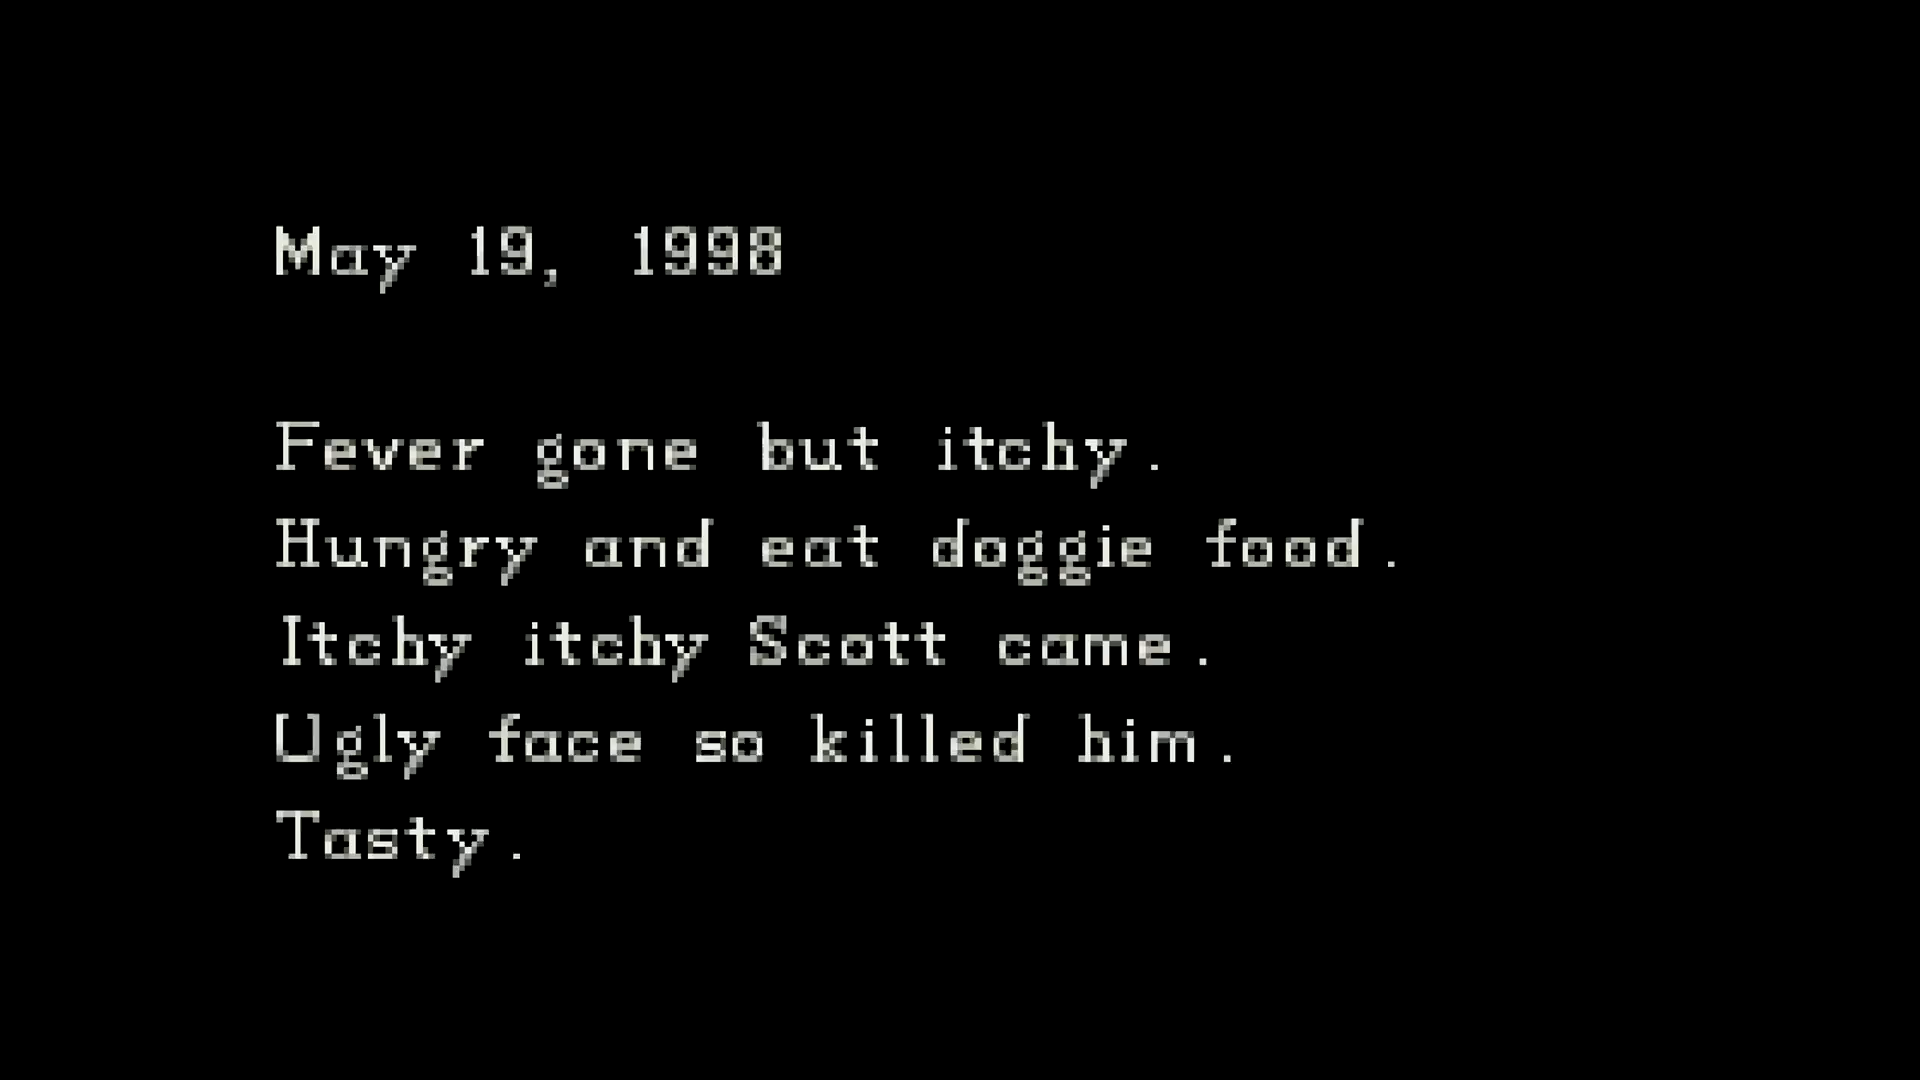 May 19, 1998
Fever gone but itchy.
Hungry and eat doggie food.
Itchy itchy Scott came.
Ugly face so killed him.
Tasty.